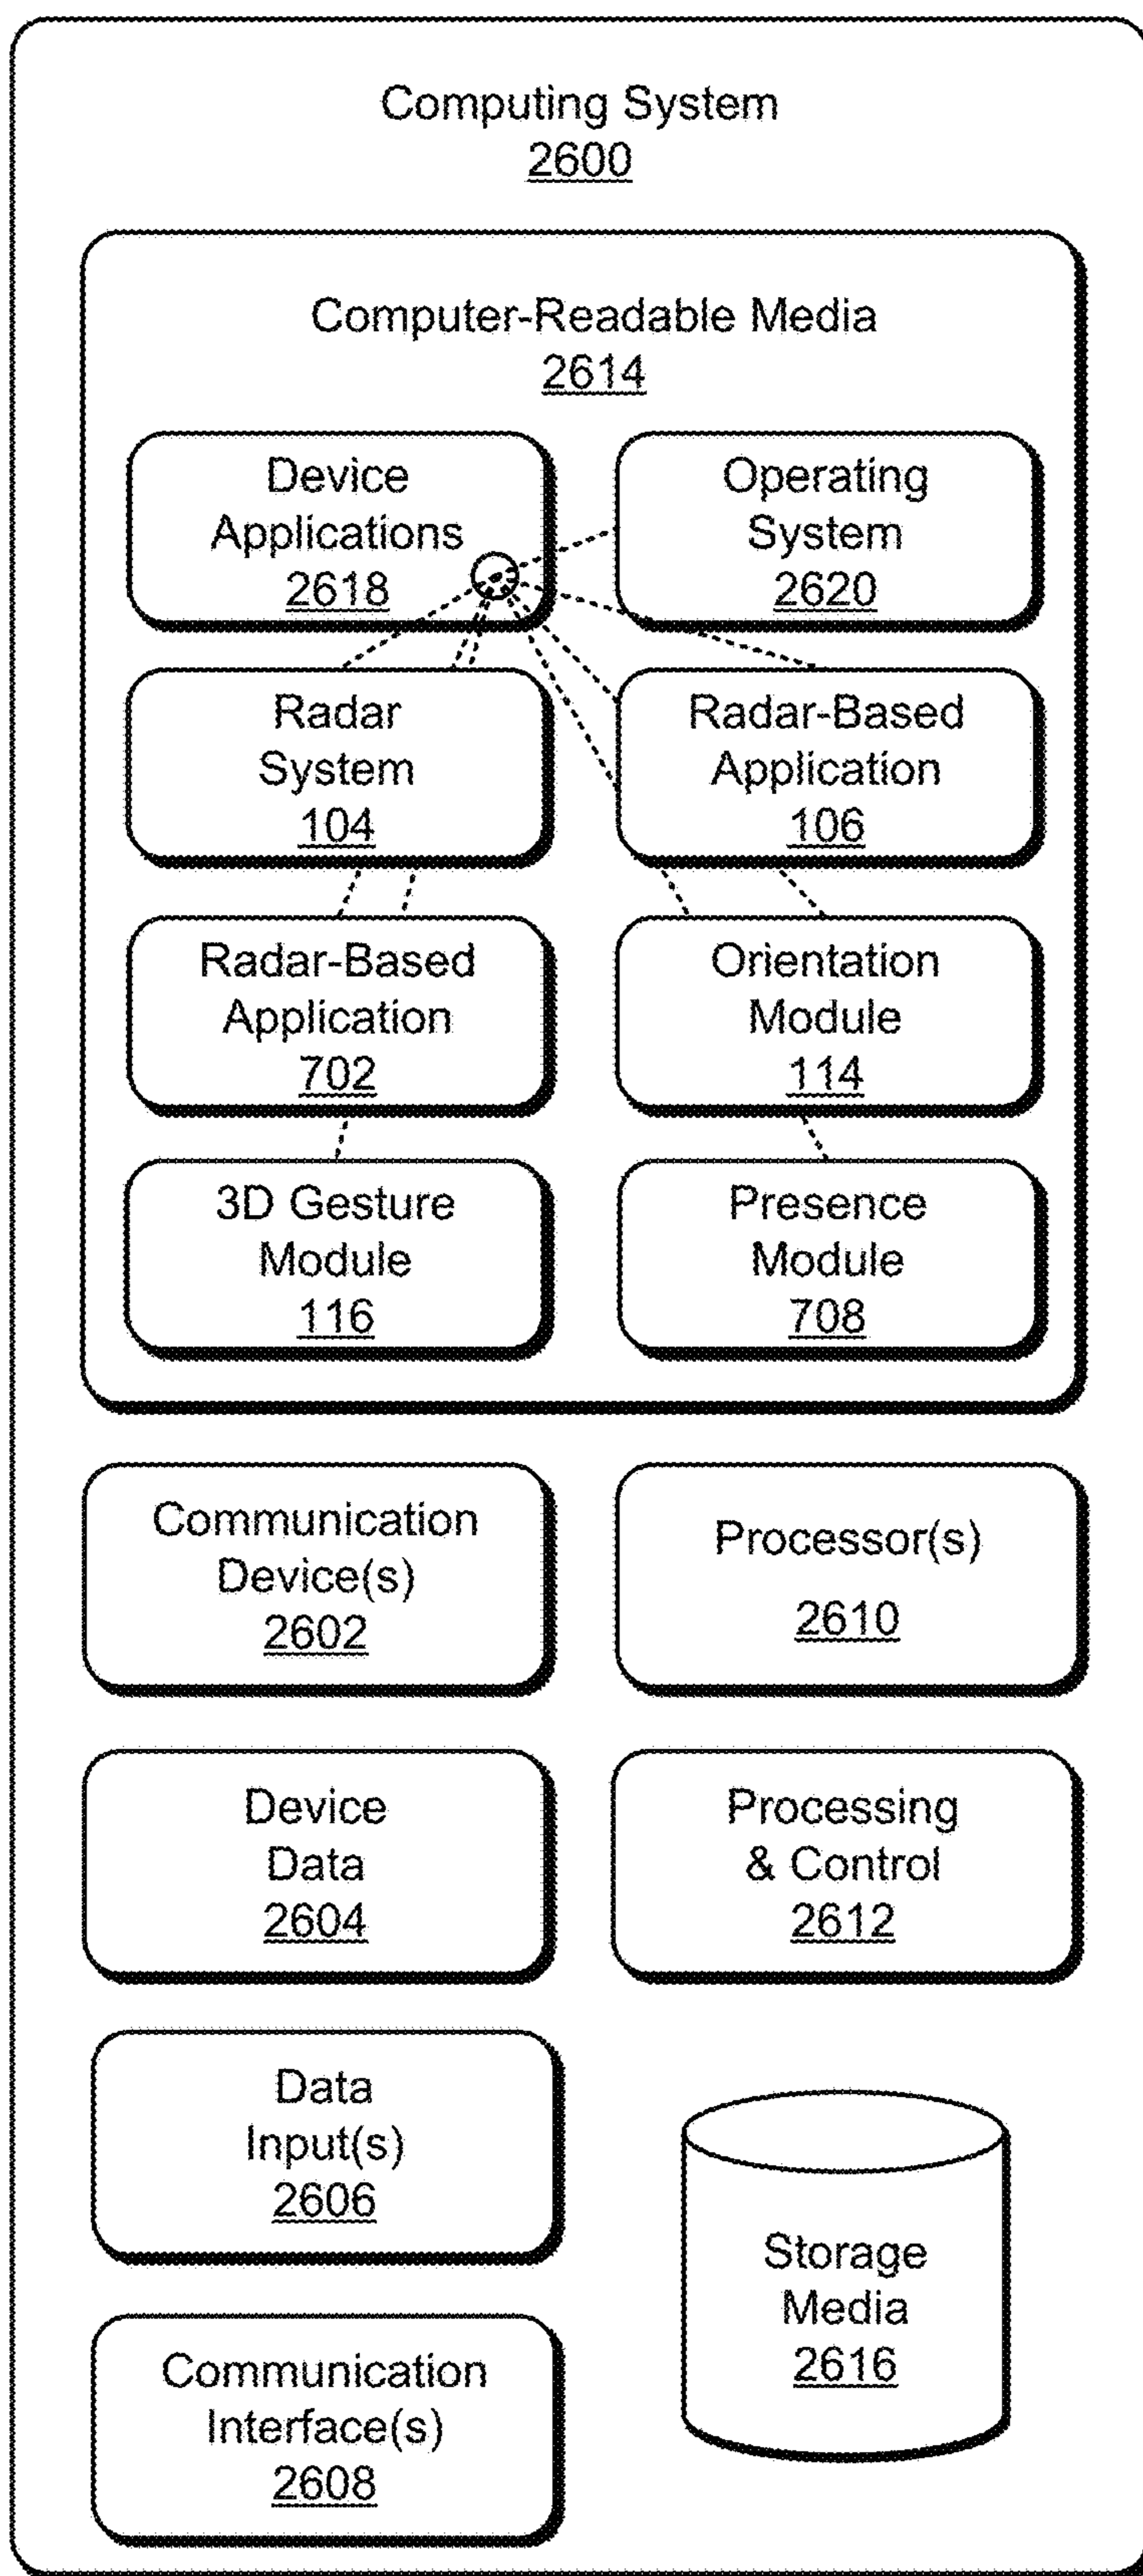 Computing System
2600
Computer-Readable Media
2614
Device
Applications
2618
Operating
System
2620
Radar
System
104
Radar-Based
Application
106
Radar-Based
Application
702
Orientation
Module
114
3D Gesture
Module
116
Presence
Module
708
Communication
Device(s)
2602
Processor(s)
2610
Device
Data
2604
Processing
& Control
2612
Data
Input(s)
2606
Storage
Media
2616
Communication
Interface(s)
2608